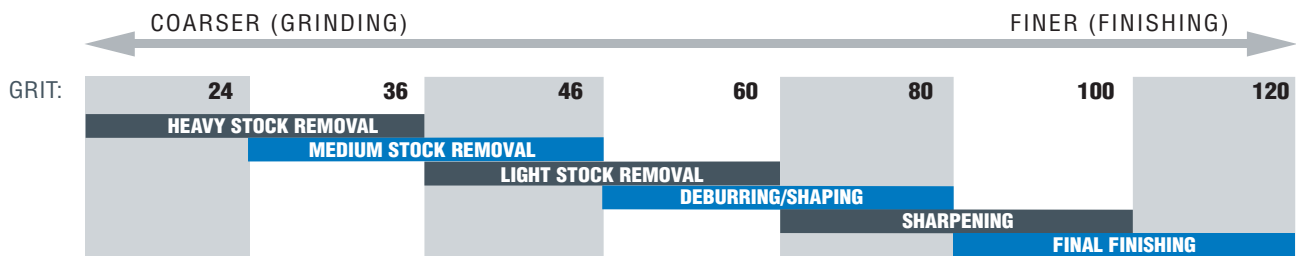 COARSER (GRINDING) FINER (FINISHING)
GRIT: 24 36 46 60 80 100 120
HEAVY STOCK REMOVAL
MEDIUM STOCK REMOVAL
LIGHT STOCK REMOVAL
DEBURRING/SHAPING
SHARPENING
FINAL FINISHING